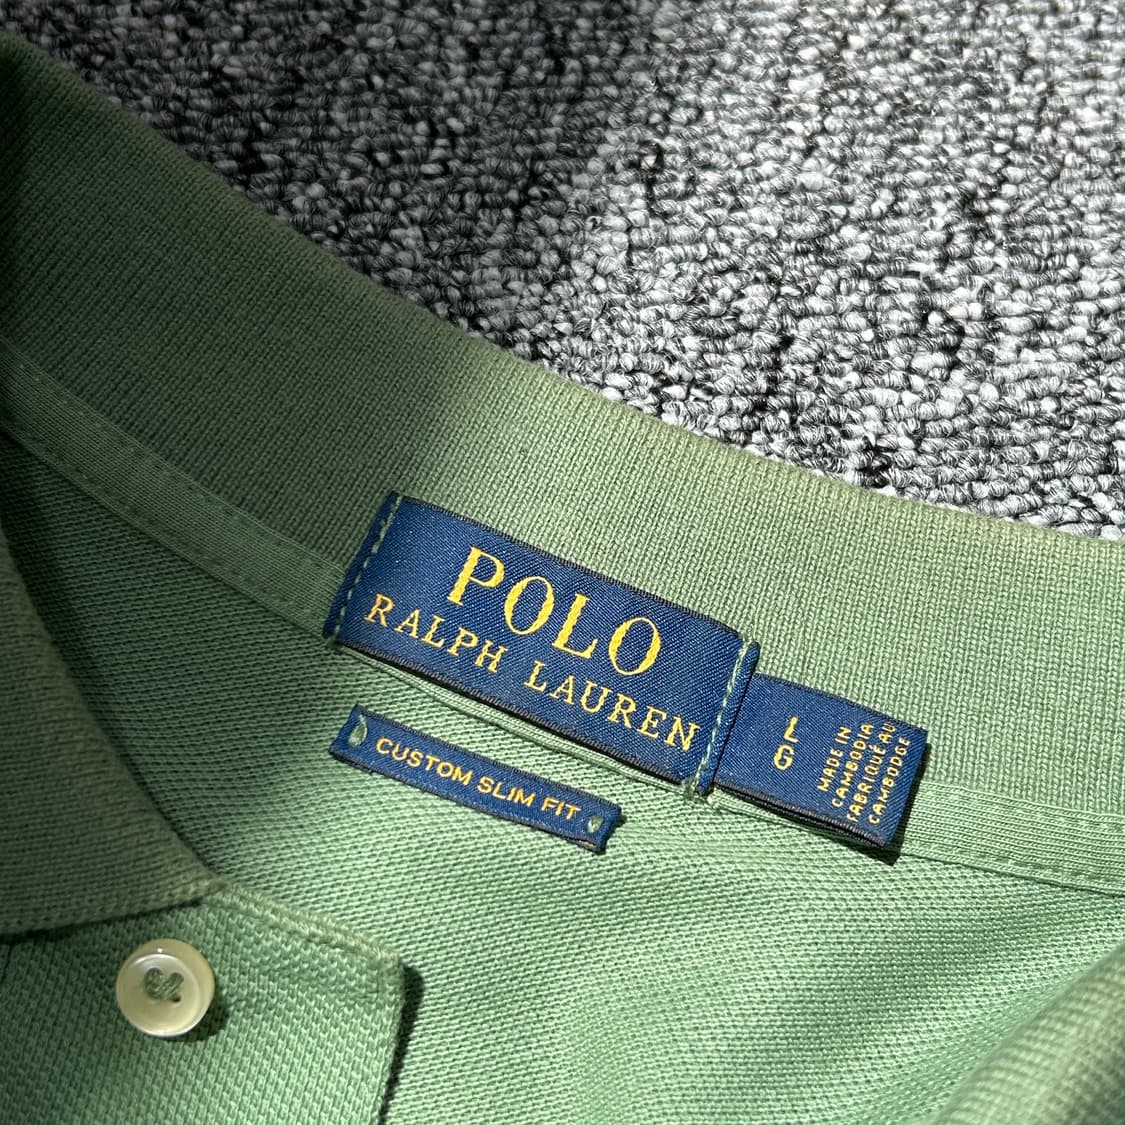 POLO
RALPH LAUREN
CUSTOM SLIM FIT
L
G
MADE IN
CAMBODIA
FABRIQUÉ AU
CAMBODGE